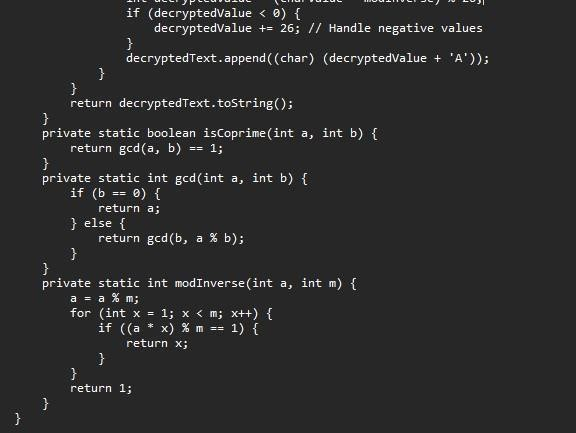 if (decryptedValue < 0) {
decryptedValue += 26; // Handle negative values
}
decryptedText.append((char) (decryptedValue + 'A'));
}
}
return decryptedText.toString();
}
private static boolean isCoprime(int a, int b) {
return gcd(a, b) == 1;
}
private static int gcd(int a, int b) {
if (b == 0) {
return a;
} else {
return gcd(b, a % b);
}
}
private static int modInverse(int a, int m) {
a = a % m;
for (int x = 1; x < m; x++) {
if ((a * x) % m == 1) {
return x;
}
}
return 1;
}
}